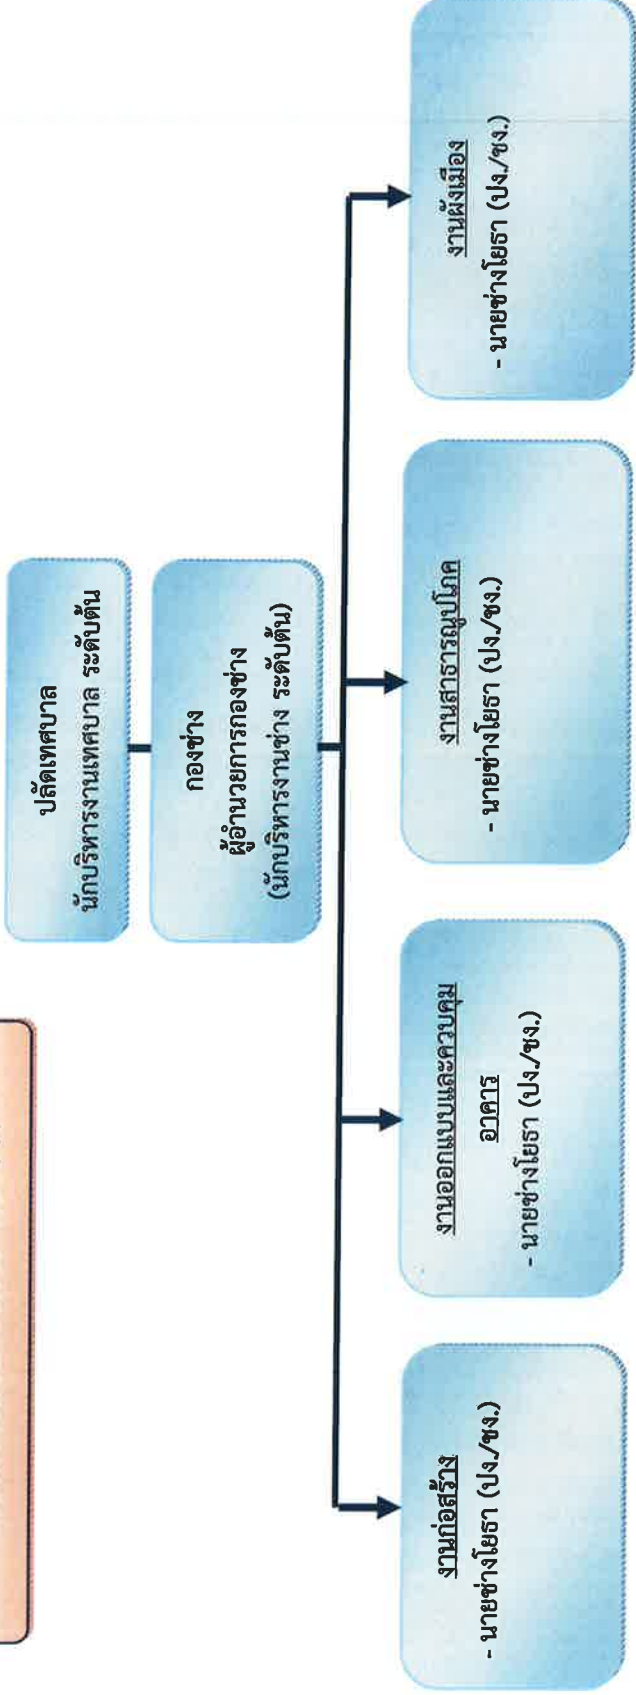 ปลัดเทศบาล
นักบริหารงานเทศบาล ระดับต้น
กองช่าง
ผู้อำนวยการกองช่าง
(นักบริหารงานช่าง ระดับต้น)
งานก่อสร้าง
- นายช่างโยธา (ปง./ชง.)
งานออกแบบและควบคุม
อาคาร
- นายช่างโยธา (ปง./ชง.)
งานสาธารณูปโภค
- นายช่างโยธา (ปง./ชง.)
งานผังเมือง
- นายช่างโยธา (ปง./ชง.)